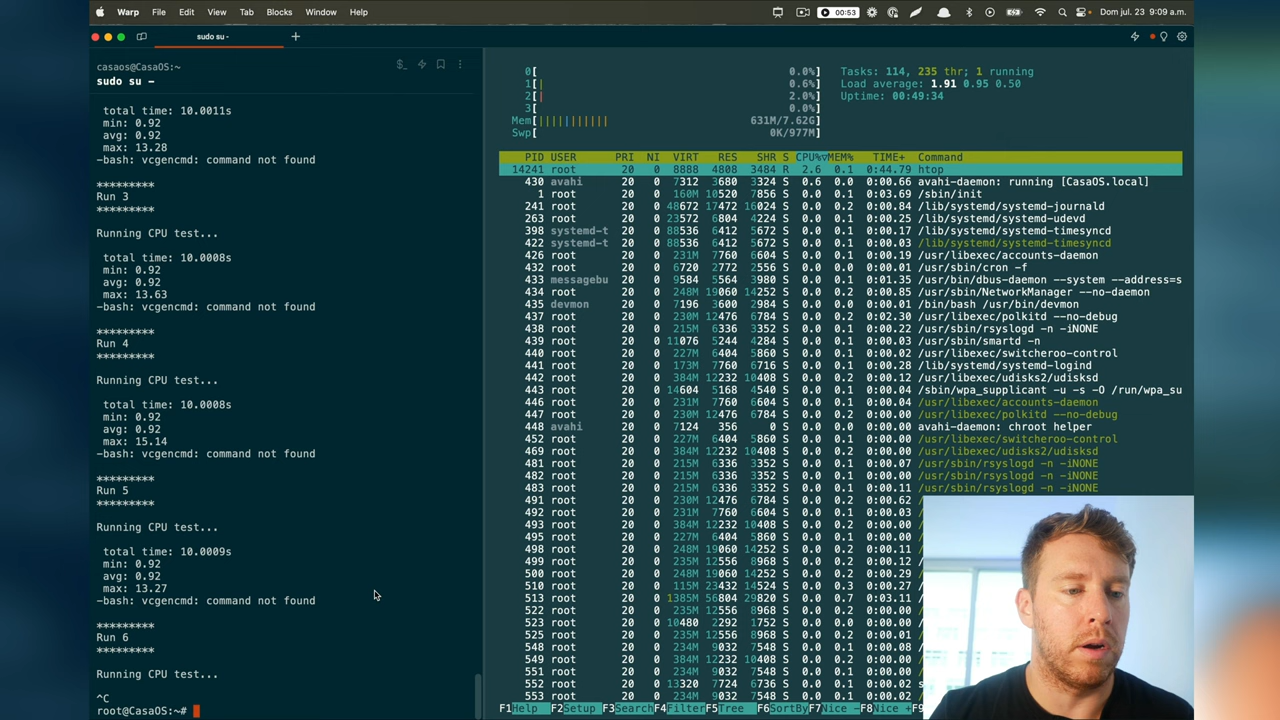 Warp File Edit View Tab Blocks Window Help 00:53 Dom jul. 23 9:09 a.m.
sudo su -
casaos@CasaOS:~
sudo su -
total time: 10.0011s
min: 0.92
avg: 0.92
max: 13.28
-bash: vcgencmd: command not found
*********
Run 3
*********
Running CPU test...
total time: 10.0008s
min: 0.92
avg: 0.92
max: 13.63
-bash: vcgencmd: command not found
*********
Run 4
*********
Running CPU test...
total time: 10.0008s
min: 0.92
avg: 0.92
max: 15.14
-bash: vcgencmd: command not found
*********
Run 5
*********
Running CPU test...
total time: 10.0009s
min: 0.92
avg: 0.92
max: 13.27
-bash: vcgencmd: command not found
*********
Run 6
*********
Running CPU test...
^C
root@CasaOS:~#
0[ 0.0%]
1[| 0.6%]
2[| 2.0%]
3[ 0.0%]
Mem[|||||||||||| 631M/7.62G]
Swp[ 0K/977M]
Tasks: 114, 235 thr; 1 running
Load average: 1.91 0.95 0.50
Uptime: 00:49:34
PID USER PRI NI VIRT RES SHR S CPU%▽MEM% TIME+ Command
14241 root 20 0 8888 4808 3484 R 2.6 0.1 0:44.79 htop
430 avahi 20 0 7312 3680 3324 S 0.6 0.0 0:00.66 avahi-daemon: running [CasaOS.local]
1 root 20 0 160M 10520 7856 S 0.0 0.1 0:03.69 /sbin/init
241 root 20 0 48672 17472 16024 S 0.0 0.2 0:00.84 /lib/systemd/systemd-journald
263 root 20 0 23572 6804 4224 S 0.0 0.1 0:00.25 /lib/systemd/systemd-udevd
398 systemd-t 20 0 88536 6412 5672 S 0.0 0.1 0:00.17 /lib/systemd/systemd-timesyncd
422 systemd-t 20 0 88536 6412 5672 S 0.0 0.1 0:00.03 /lib/systemd/systemd-timesyncd
426 root 20 0 231M 7760 6604 S 0.0 0.1 0:00.19 /usr/libexec/accounts-daemon
432 root 20 0 6720 2772 2556 S 0.0 0.0 0:00.01 /usr/sbin/cron -f
433 messagebu 20 0 9584 5564 3980 S 0.0 0.1 0:01.35 /usr/bin/dbus-daemon --system --address=s
434 root 20 0 248M 19060 14252 S 0.0 0.2 0:00.85 /usr/sbin/NetworkManager --no-daemon
435 devmon 20 0 7196 3600 2984 S 0.0 0.0 0:00.01 /bin/bash /usr/bin/devmon
437 root 20 0 230M 12476 6784 S 0.0 0.2 0:02.30 /usr/libexec/polkitd --no-debug
438 root 20 0 215M 6336 3352 S 0.0 0.1 0:00.22 /usr/sbin/rsyslogd -n -iNONE
439 root 20 0 11076 5244 4284 S 0.0 0.1 0:00.03 /usr/sbin/smartd -n
440 root 20 0 227M 6404 5860 S 0.0 0.1 0:00.02 /usr/libexec/switcheroo-control
441 root 20 0 173M 6760 6716 S 0.0 0.1 0:00.28 /lib/systemd/systemd-logind
442 root 20 0 384M 12232 10408 S 0.0 0.2 0:00.12 /usr/libexec/udisks2/udisksd
443 root 20 0 14604 5168 4540 S 0.0 0.1 0:00.04 /sbin/wpa_supplicant -u -s -O /run/wpa_su
446 root 20 0 231M 7760 6604 S 0.0 0.1 0:00.04 /usr/libexec/accounts-daemon
447 root 20 0 230M 12476 6784 S 0.0 0.2 0:00.00 /usr/libexec/polkitd --no-debug
448 avahi 20 0 7124 356 0 S 0.0 0.0 0:00.00 avahi-daemon: chroot helper
452 root 20 0 227M 6404 5860 S 0.0 0.1 0:00.00 /usr/libexec/switcheroo-control
469 root 20 0 384M 12232 10408 S 0.0 0.2 0:00.00 /usr/libexec/udisks2/udisksd
481 root 20 0 215M 6336 3352 S 0.0 0.1 0:00.07 /usr/sbin/rsyslogd -n -iNONE
482 root 20 0 215M 6336 3352 S 0.0 0.1 0:00.00 /usr/sbin/rsyslogd -n -iNONE
483 root 20 0 215M 6336 3352 S 0.0 0.1 0:00.11 /usr/sbin/rsyslogd -n -iNONE
491 root 20 0 230M 12476 6784 S 0.0 0.2 0:00.62
492 root 20 0 231M 7760 6604 S 0.0 0.1 0:00.00
493 root 20 0 384M 12232 10408 S 0.0 0.2 0:00.00
495 root 20 0 227M 6404 5860 S 0.0 0.1 0:00.00
498 root 20 0 248M 19060 14252 S 0.0 0.2 0:00.11
499 root 20 0 384M 12232 10408 S 0.0 0.2 0:00.00
500 root 20 0 248M 19060 14252 S 0.0 0.2 0:00.29
510 root 20 0 115M 23432 14524 S 0.0 0.3 0:00.27
513 root 20 0 1385M 56804 29820 S 0.0 0.7 0:03.11
522 root 20 0 235M 12556 8968 S 0.0 0.2 0:00.00
523 root 20 0 10480 2292 1752 S 0.0 0.0 0:00.00
525 root 20 0 235M 12556 8968 S 0.0 0.2 0:00.01
548 root 20 0 234M 9032 7508 S 0.0 0.1 0:00.00
549 root 20 0 384M 12232 10408 S 0.0 0.2 0:00.00
551 root 20 0 234M 9032 7508 S 0.0 0.1 0:00.00
552 root 20 0 13320 7724 6736 S 0.0 0.1 0:00.02 s
553 root 20 0 234M 9032 7508 S 0.0 0.1 0:00.00
F1Help F2Setup F3SearchF4FilterF5Tree F6SortByF7Nice -F8Nice +F9